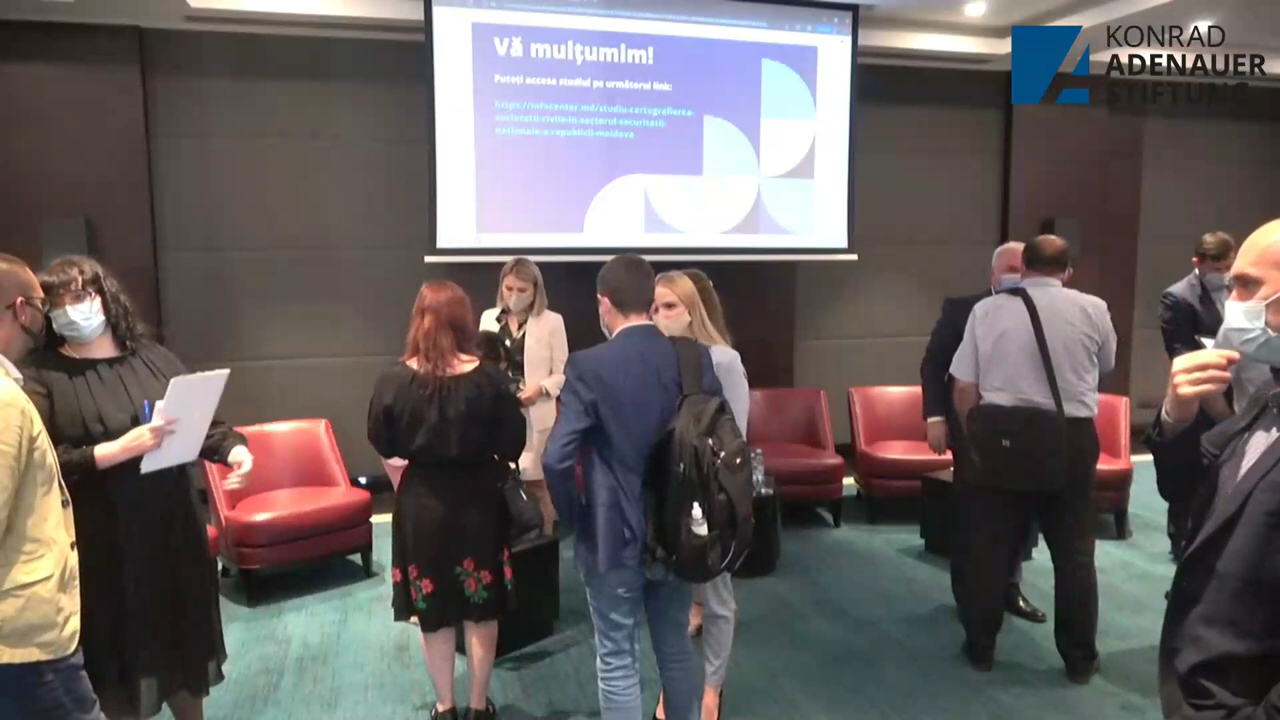 Vă mulțumim!
Puteți accesa studiul pe următorul link:
https://infocenter.md/studiu-cartografierea-
societatii-civile-in-sectorul-securitatii-
nationale-a-republicii-moldova
KONRAD
ADENAUER
STIFTUNG